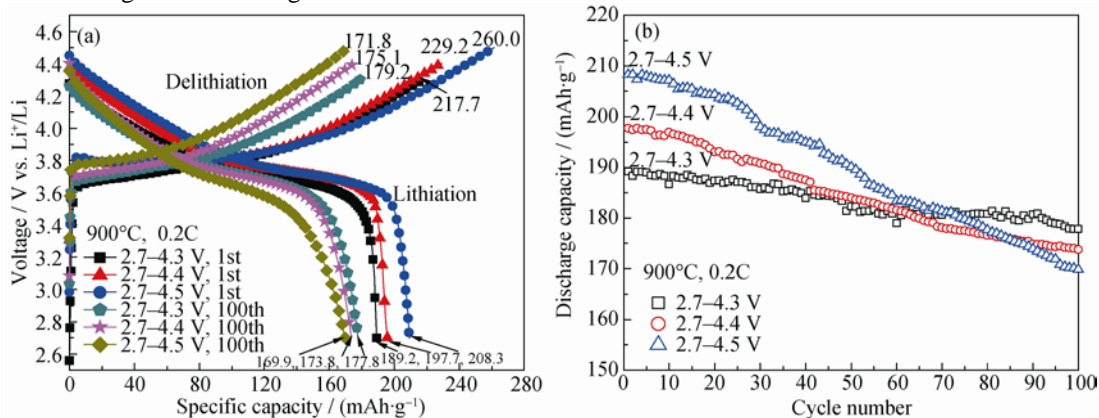 (a)
171.8
175.1
179.2
229.2
260.0
217.7
Delithiation
Lithiation
900°C, 0.2C
2.7–4.3 V, 1st
2.7–4.4 V, 1st
2.7–4.5 V, 1st
2.7–4.3 V, 100th
2.7–4.4 V, 100th
2.7–4.5 V, 100th
169.9, 173.8, 177.8 189.2, 197.7, 208.3
4.6
4.4
4.2
4.0
3.8
3.6
3.4
3.2
3.0
2.8
2.6
Voltage / V vs. Li⁺/Li
0 40 80 120 160 200 240 280
Specific capacity / (mAh·g⁻¹)
(b)
2.7–4.5 V
2.7–4.4 V
2.7–4.3 V
900°C, 0.2C
2.7–4.3 V
2.7–4.4 V
2.7–4.5 V
220
210
200
190
180
170
160
150
Discharge capacity / (mAh·g⁻¹)
0 10 20 30 40 50 60 70 80 90 100
Cycle number